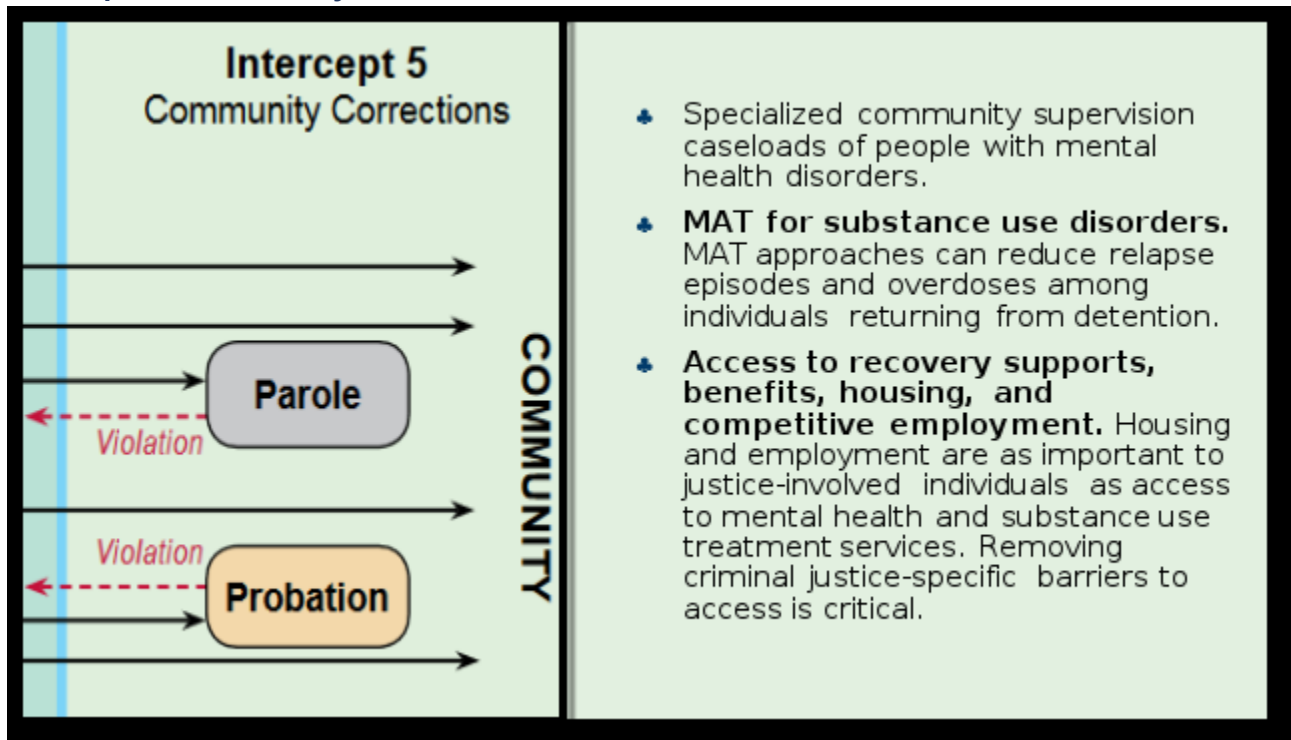 Intercept 5
Community Corrections
Parole
Violation
Violation
Probation
COMMUNITY
♣ Specialized community supervision
caseloads of people with mental
health disorders.
♣ MAT for substance use disorders.
MAT approaches can reduce relapse
episodes and overdoses among
individuals returning from detention.
♣ Access to recovery supports,
benefits, housing, and
competitive employment. Housing
and employment are as important to
justice-involved individuals as access
to mental health and substance use
treatment services. Removing
criminal justice-specific barriers to
access is critical.